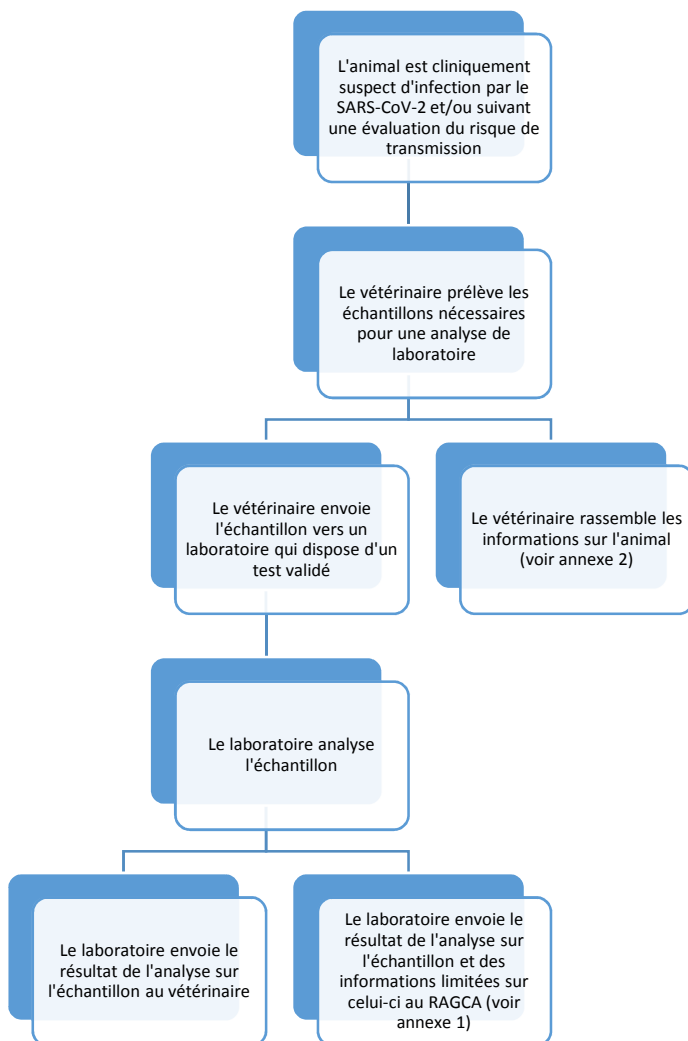 L'animal est cliniquement
suspect d'infection par le
SARS-CoV-2 et/ou suivant
une évaluation du risque de
transmission
Le vétérinaire prélève les
échantillons nécessaires
pour une analyse de
laboratoire
Le vétérinaire envoie
l'échantillon vers un
laboratoire qui dispose d'un
test validé
Le vétérinaire rassemble les
informations sur l'animal
(voir annexe 2)
Le laboratoire analyse
l'échantillon
Le laboratoire envoie le
résultat de l'analyse sur
l'échantillon au vétérinaire
Le laboratoire envoie le
résultat de l'analyse sur
l'échantillon et des
informations limitées sur
celui-ci au RAGCA (voir
annexe 1)